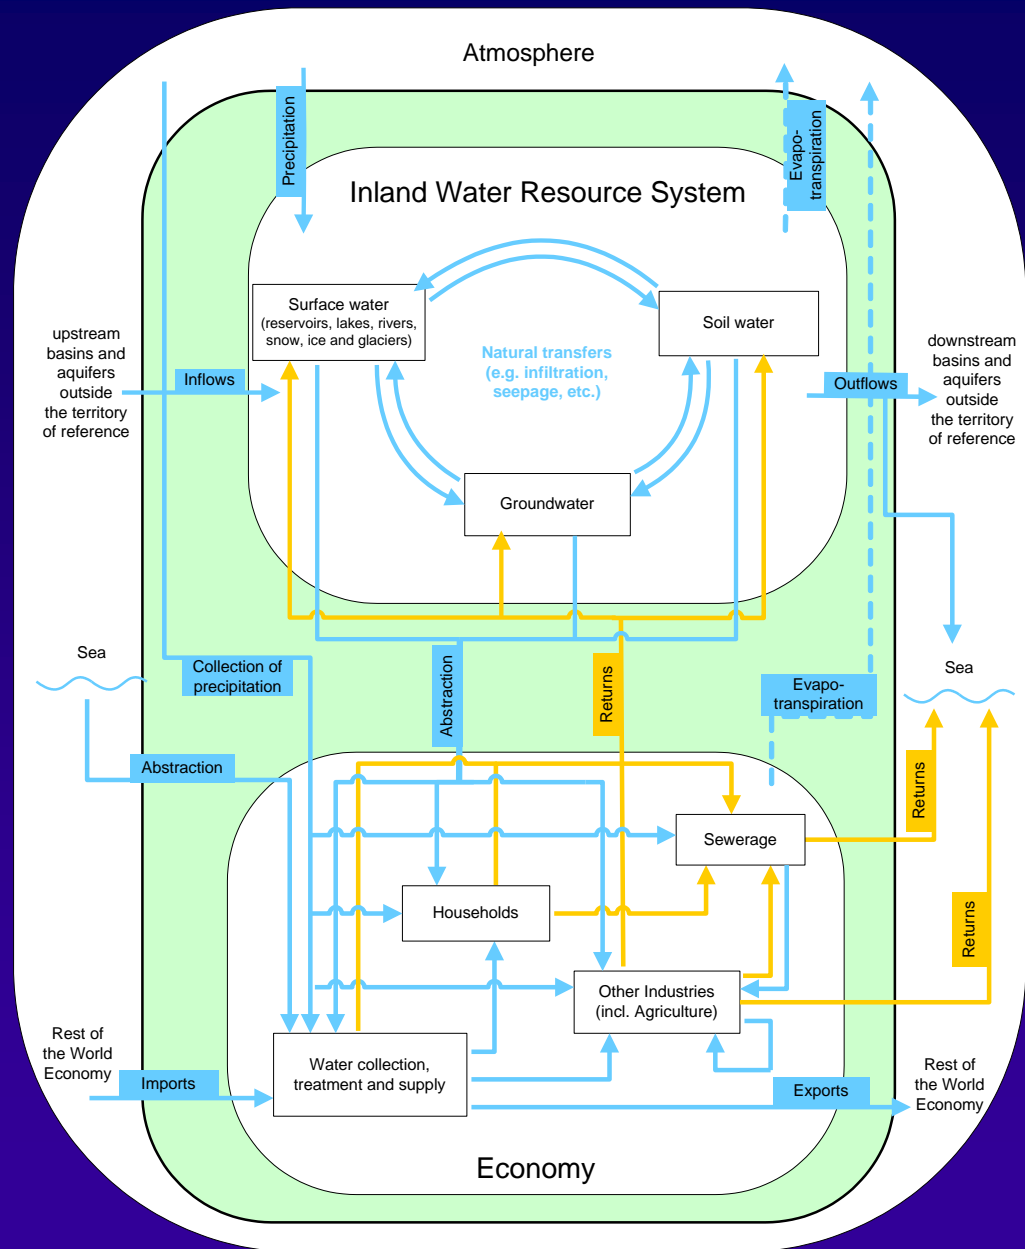 Atmosphere
Precipitation
Evapo-
transpiration
Inland Water Resource System
Surface water
(reservoirs, lakes, rivers,
snow, ice and glaciers)
Soil water
Natural transfers
(e.g. infiltration,
seepage, etc.)
upstream
basins and
aquifers
outside
the territory
of reference
Inflows
Outflows
downstream
basins and
aquifers
outside
the territory
of reference
Groundwater
Sea
Collection of
precipitation
Abstraction
Returns
Evapo-
transpiration
Sea
Abstraction
Returns
Sewerage
Households
Returns
Other Industries
(incl. Agriculture)
Rest of
the World
Economy
Imports
Water collection,
treatment and supply
Exports
Rest of
the World
Economy
Economy